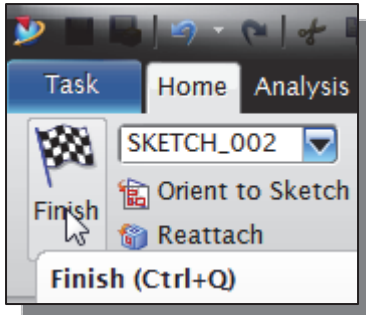 Task Home Analysis
SKETCH_002
Orient to Sketch
Finish
Reattach
Finish (Ctrl+Q)